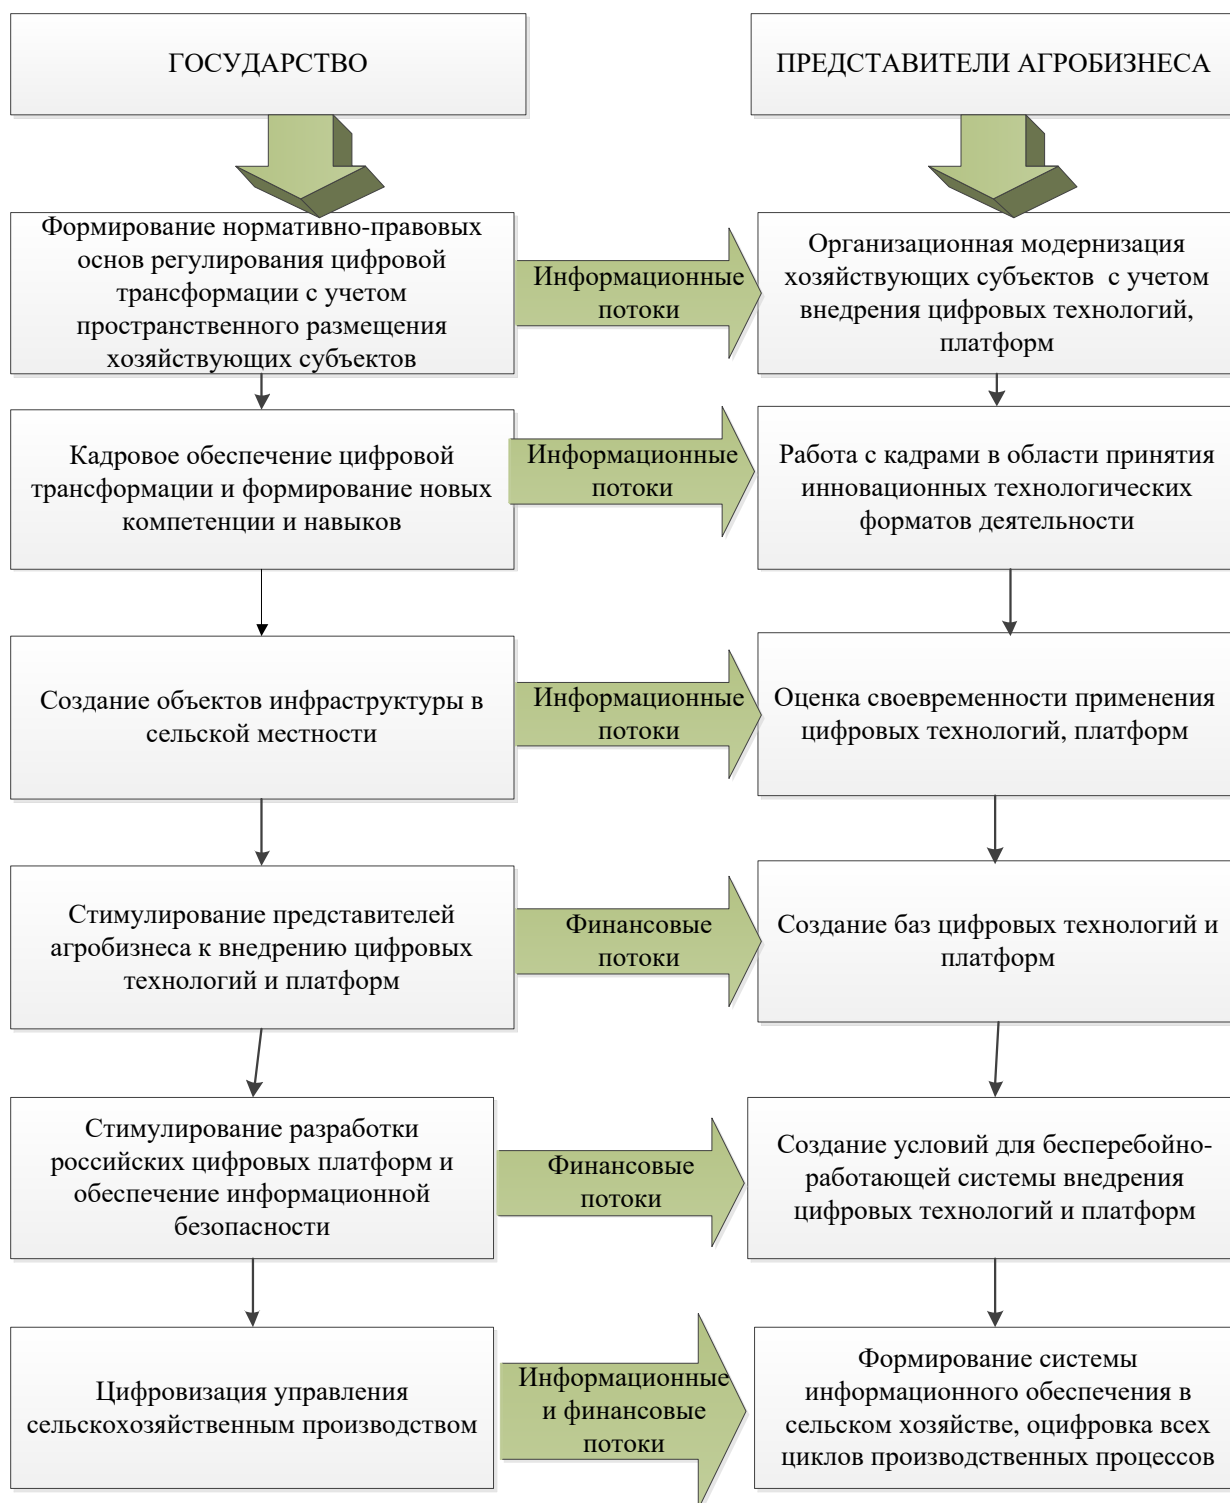 ГОСУДАРСТВО
ПРЕДСТАВИТЕЛИ АГРОБИЗНЕСА
Формирование нормативно-правовых
основ регулирования цифровой
трансформации с учетом
пространственного размещения
хозяйствующих субъектов
Информационные
потоки
Организационная модернизация
хозяйствующих субъектов с учетом
внедрения цифровых технологий,
платформ
Кадровое обеспечение цифровой
трансформации и формирование новых
компетенции и навыков
Информационные
потоки
Работа с кадрами в области принятия
инновационных технологических
форматов деятельности
Создание объектов инфраструктуры в
сельской местности
Информационные
потоки
Оценка своевременности применения
цифровых технологий, платформ
Стимулирование представителей
агробизнеса к внедрению цифровых
технологий и платформ
Финансовые
потоки
Создание баз цифровых технологий и
платформ
Стимулирование разработки
российских цифровых платформ и
обеспечение информационной
безопасности
Финансовые
потоки
Создание условий для бесперебойно-
работающей системы внедрения
цифровых технологий и платформ
Цифровизация управления
сельскохозяйственным производством
Информационные
и финансовые
потоки
Формирование системы
информационного обеспечения в
сельском хозяйстве, оцифровка всех
циклов производственных процессов